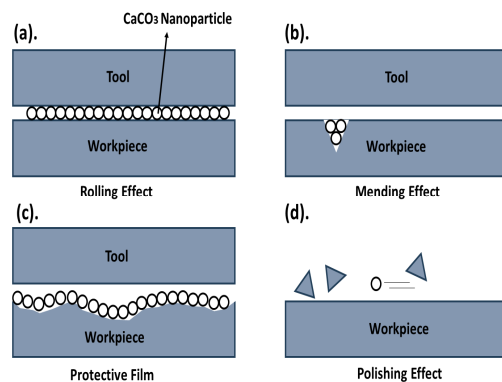 (a).
CaCO₃ Nanoparticle
Tool
Workpiece
Rolling Effect
(b).
Tool
Workpiece
Mending Effect
(c).
Tool
Workpiece
Protective Film
(d).
Workpiece
Polishing Effect